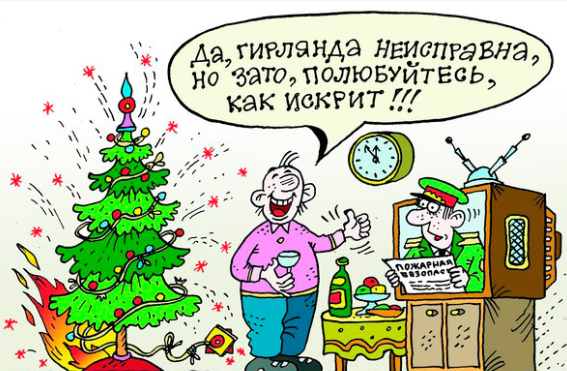 ДА, ГИРЛЯНДА НЕИСПРАВНА,
НО ЗАТО, ПОЛЮБУЙТЕСЬ,
КАК ИСКРИТ!!!
ПОЖАРНАЯ
БЕЗОПАС